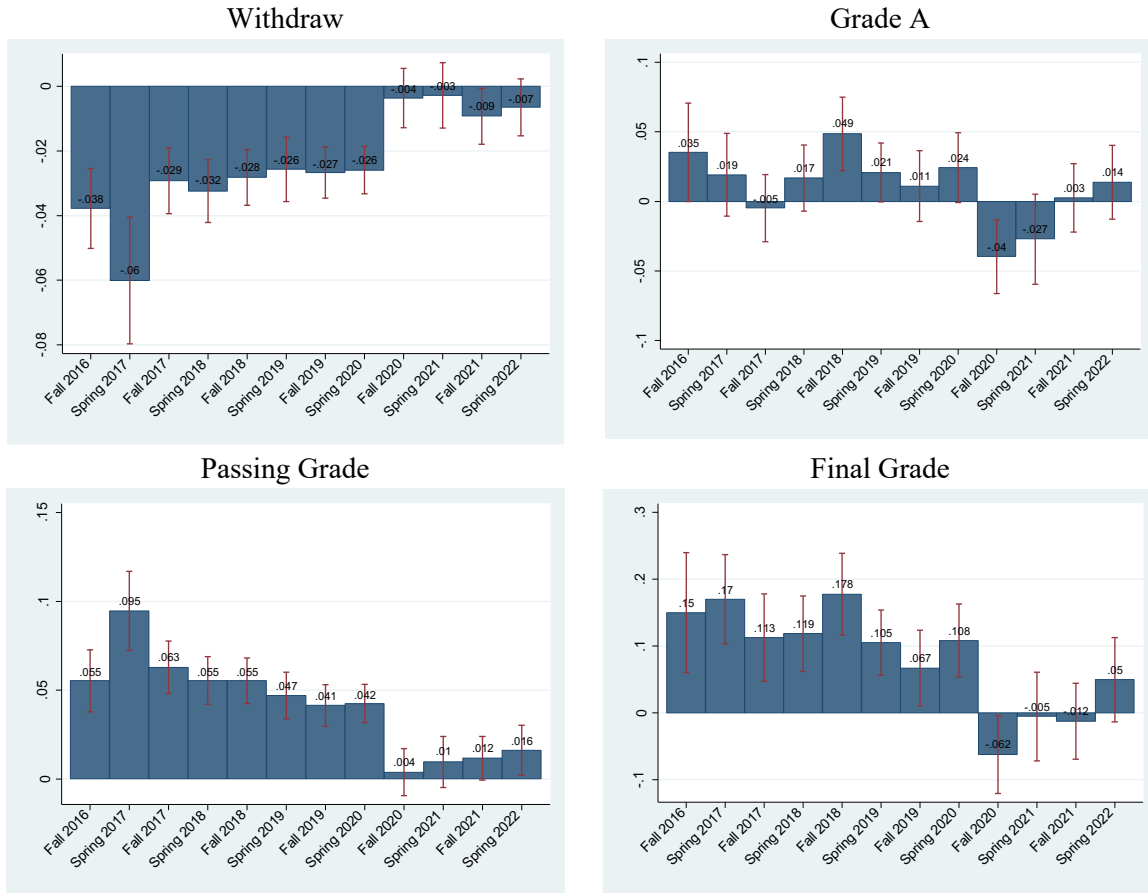 Withdraw
0
-.02
-.04
-.06
-.08
-.038
-.06
-.029
-.032
-.028
-.026
-.027
-.026
-.004
-.003
-.009
-.007
Fall 2016
Spring 2017
Fall 2017
Spring 2018
Fall 2018
Spring 2019
Fall 2019
Spring 2020
Fall 2020
Spring 2021
Fall 2021
Spring 2022
Grade A
.1
.05
0
-.05
-.1
.035
.019
-.005
.017
.049
.021
.011
.024
-.04
-.027
.003
.014
Fall 2016
Spring 2017
Fall 2017
Spring 2018
Fall 2018
Spring 2019
Fall 2019
Spring 2020
Fall 2020
Spring 2021
Fall 2021
Spring 2022
Passing Grade
.15
.1
.05
0
.055
.095
.063
.055
.055
.047
.041
.042
.004
.01
.012
.016
Fall 2016
Spring 2017
Fall 2017
Spring 2018
Fall 2018
Spring 2019
Fall 2019
Spring 2020
Fall 2020
Spring 2021
Fall 2021
Spring 2022
Final Grade
.3
.2
.1
0
-.1
.15
.17
.113
.119
.178
.105
.067
.108
-.062
-.005
-.012
.05
Fall 2016
Spring 2017
Fall 2017
Spring 2018
Fall 2018
Spring 2019
Fall 2019
Spring 2020
Fall 2020
Spring 2021
Fall 2021
Spring 2022